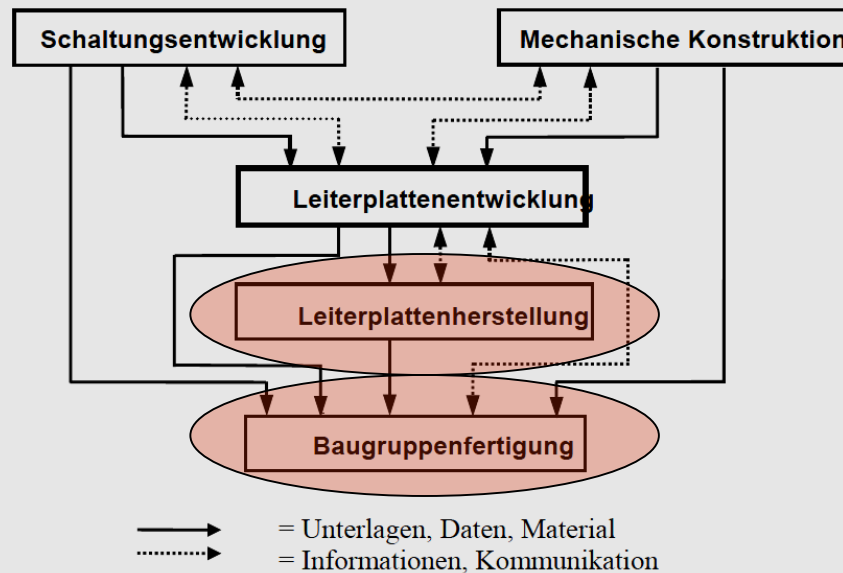 Schaltungsentwicklung
Mechanische Konstruktion
Leiterplattenentwicklung
Leiterplattenherstellung
Baugruppenfertigung
= Unterlagen, Daten, Material
= Informationen, Kommunikation